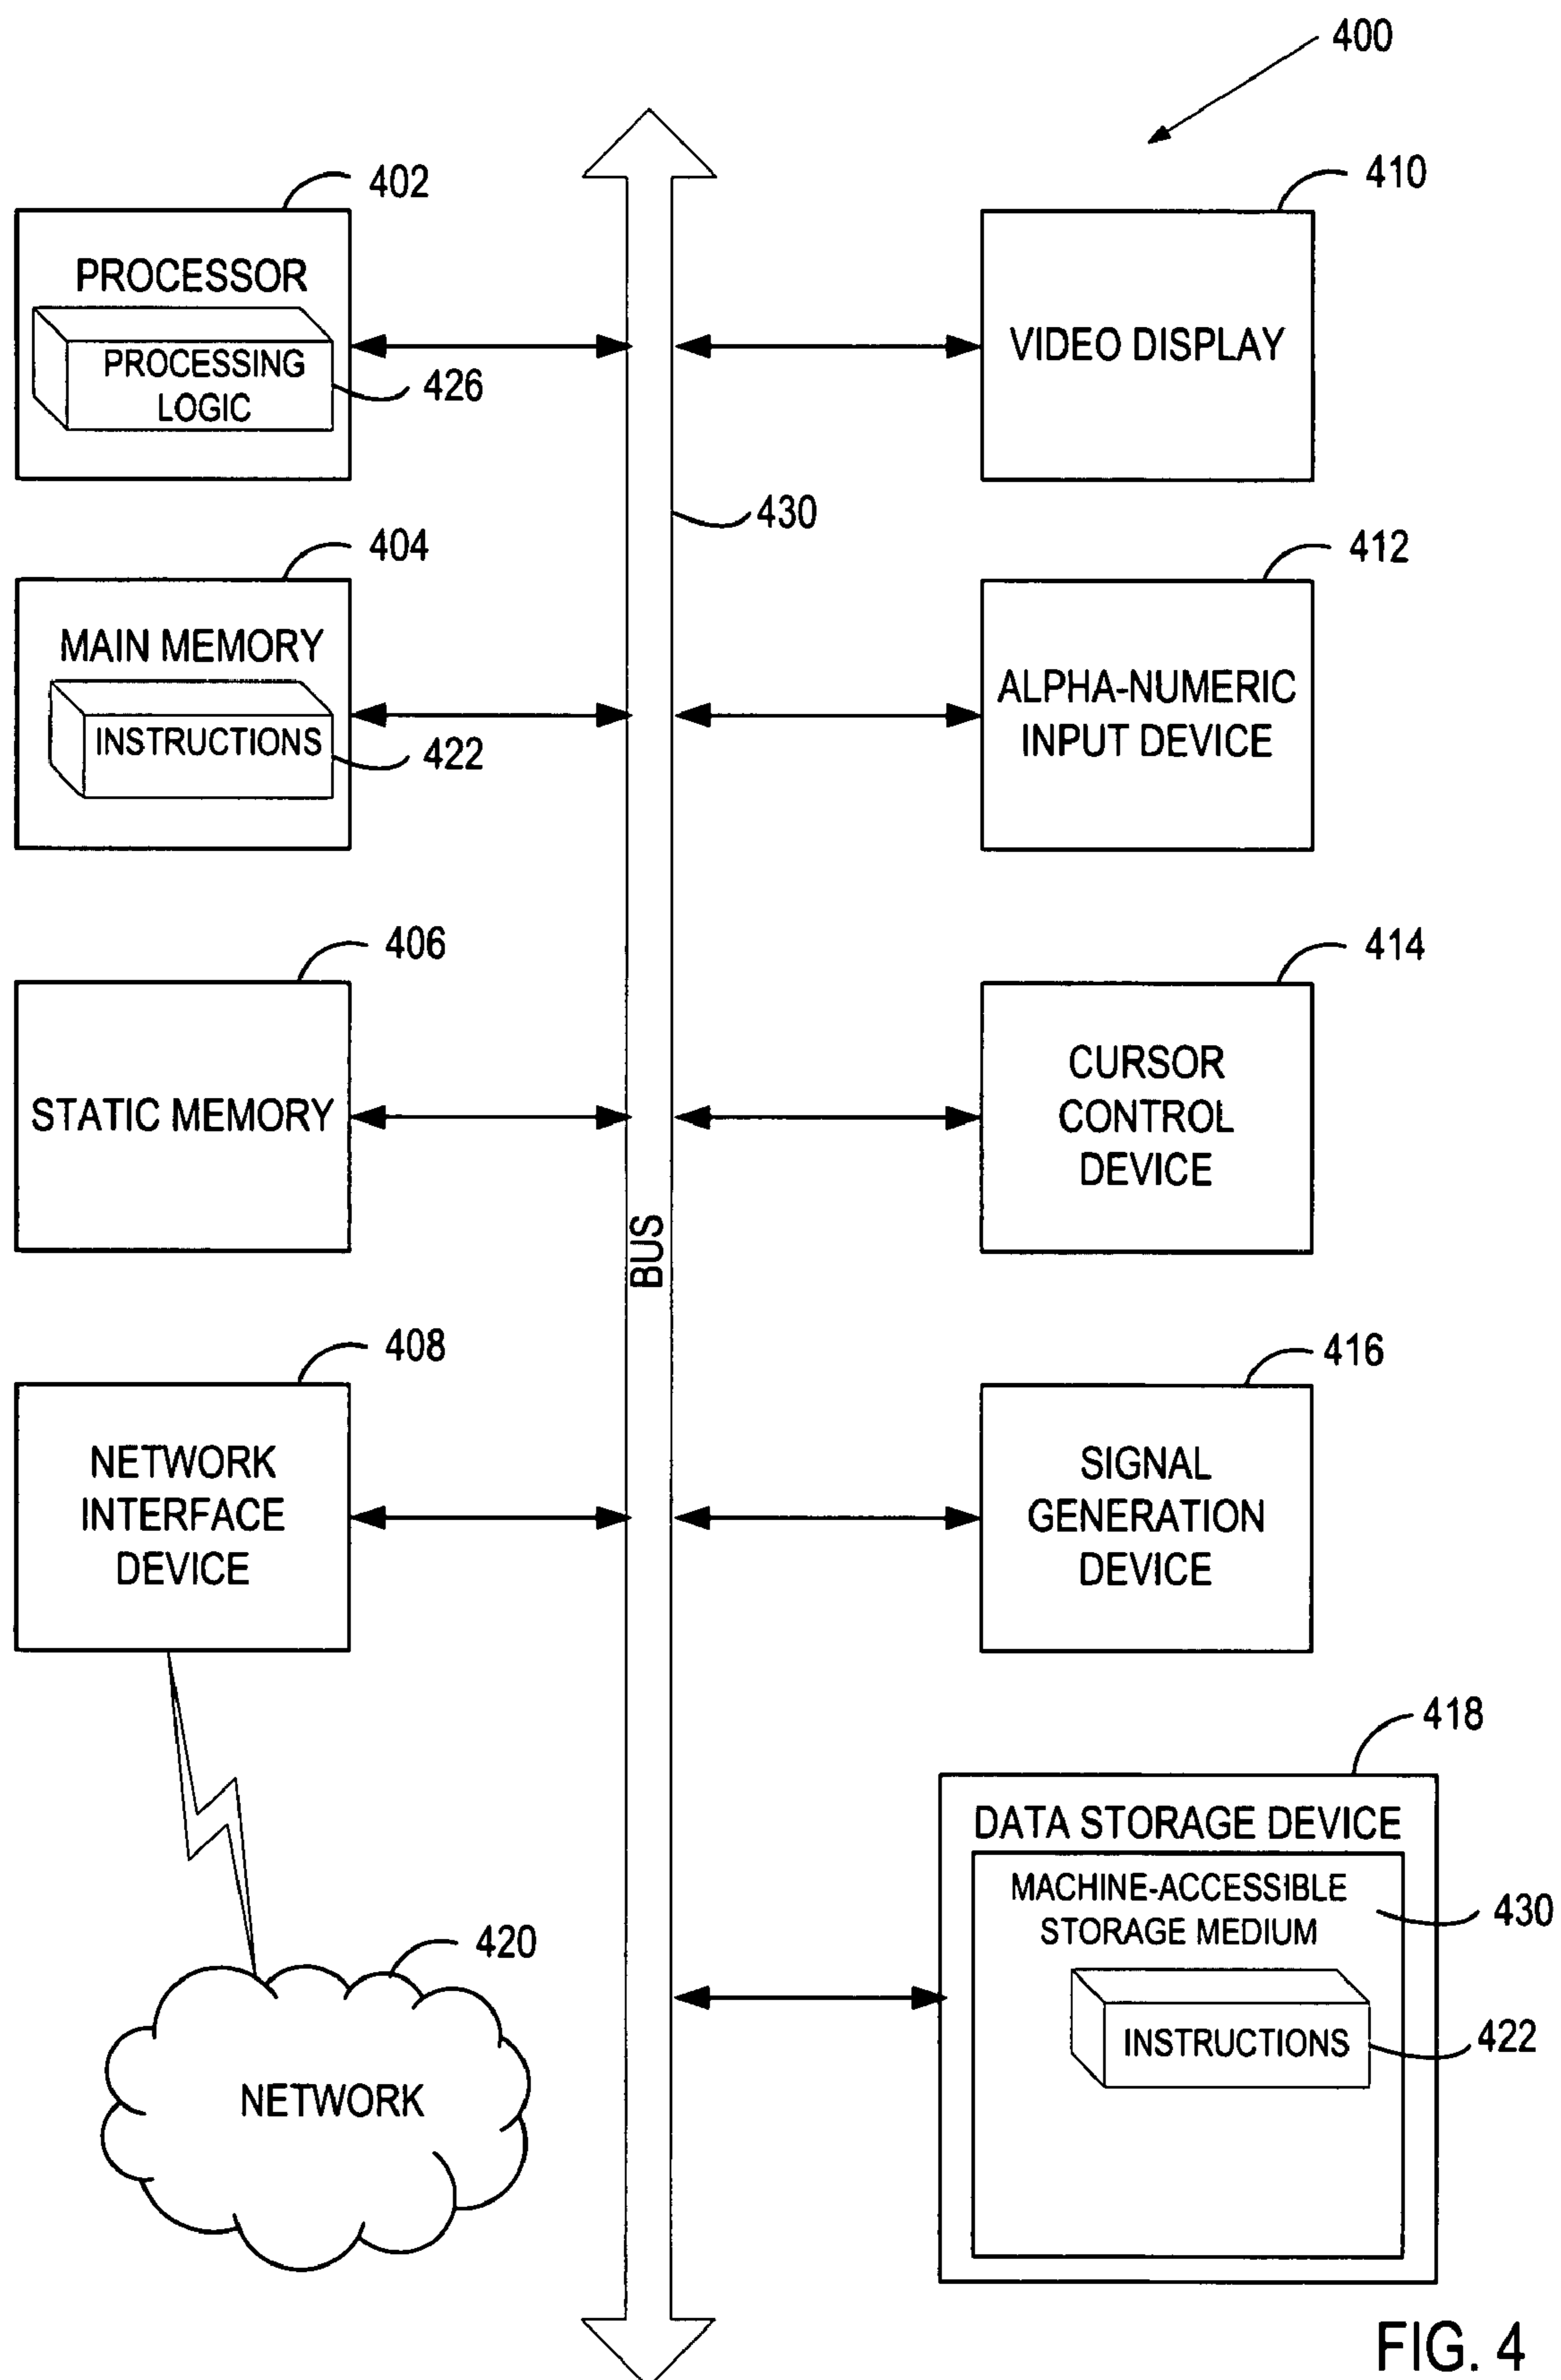 400
402
PROCESSOR
PROCESSING
LOGIC
426
410
VIDEO DISPLAY
430
404
MAIN MEMORY
INSTRUCTIONS
422
412
ALPHA-NUMERIC
INPUT DEVICE
406
STATIC MEMORY
414
CURSOR
CONTROL
DEVICE
BUS
408
NETWORK
INTERFACE
DEVICE
416
SIGNAL
GENERATION
DEVICE
418
DATA STORAGE DEVICE
MACHINE-ACCESSIBLE
STORAGE MEDIUM
430
INSTRUCTIONS
422
420
NETWORK
FIG. 4